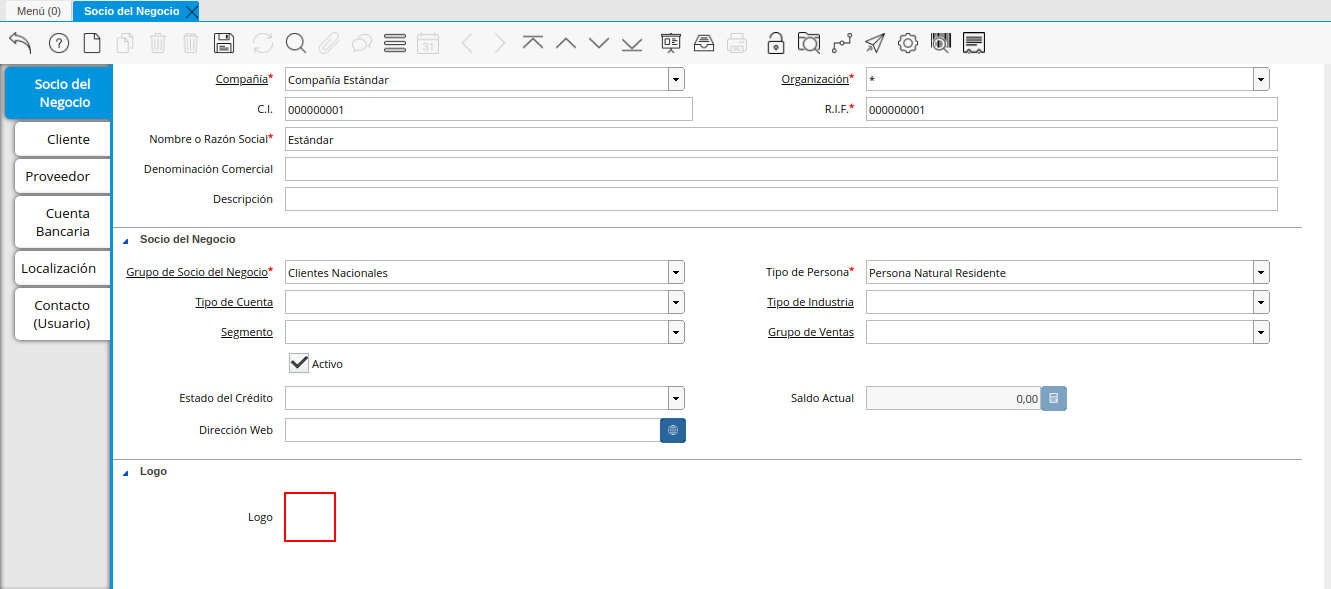 Menú (0)
Socio del Negocio
31
Socio del
Negocio
Cliente
Proveedor
Cuenta
Bancaria
Localización
Contacto
(Usuario)
Compañía* Compañía Estándar Organización* *
C.I. 000000001 R.I.F.* 000000001
Nombre o Razón Social* Estándar
Denominación Comercial
Descripción
Socio del Negocio
Grupo de Socio del Negocio* Clientes Nacionales Tipo de Persona* Persona Natural Residente
Tipo de Cuenta Tipo de Industria
Segmento Grupo de Ventas
Activo
Estado del Crédito Saldo Actual 0,00
Dirección Web
Logo
Logo